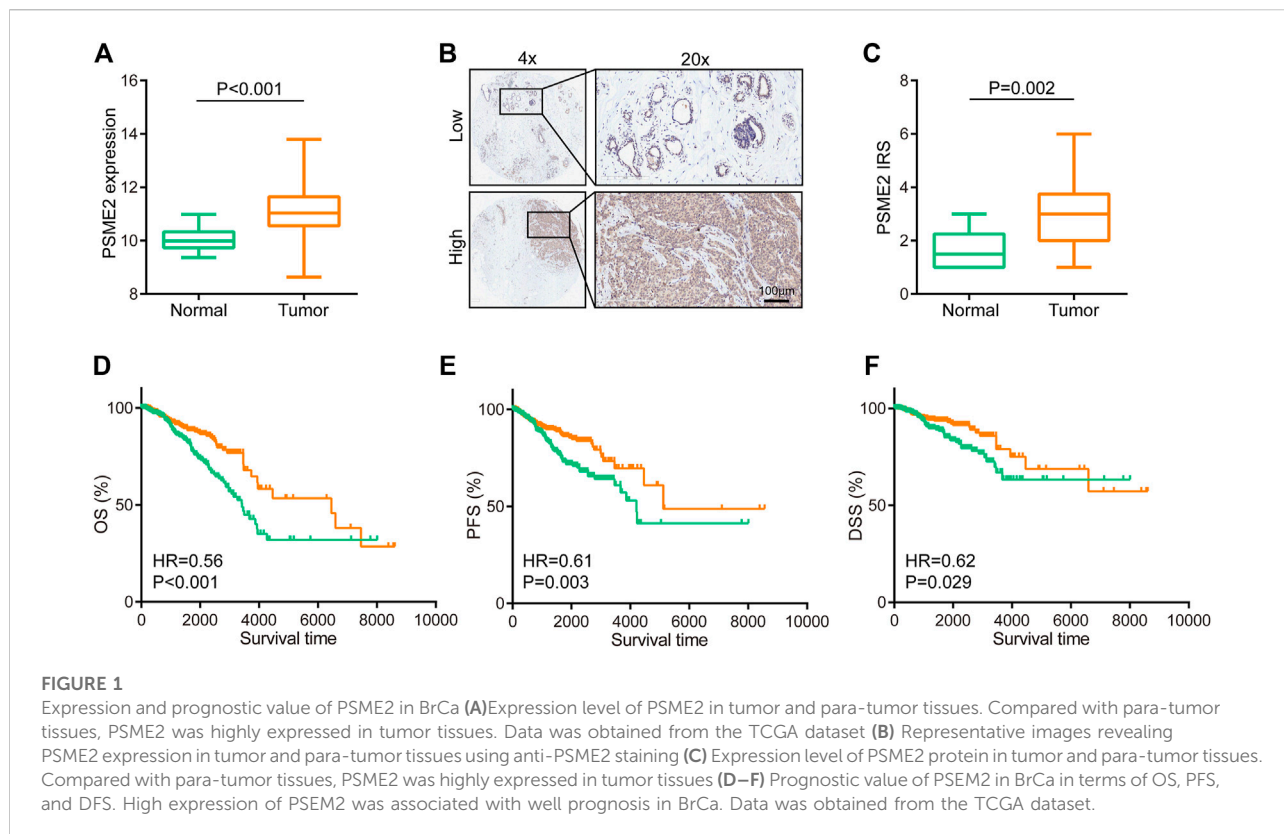 A
PSME2 expression
16
14
12
10
8
P<0.001
Normal Tumor
B
4x 20x
Low
High
100μm
C
PSME2 IRS
8
6
4
2
0
P=0.002
Normal Tumor
D
OS (%)
100
50
0
HR=0.56
P<0.001
0 2000 4000 6000 8000 10000
Survival time
E
PFS (%)
100
50
0
HR=0.61
P=0.003
0 2000 4000 6000 8000 10000
Survival time
F
DSS (%)
100
50
0
HR=0.62
P=0.029
0 2000 4000 6000 8000 10000
Survival time
FIGURE 1
Expression and prognostic value of PSME2 in BrCa (A)Expression level of PSME2 in tumor and para-tumor tissues. Compared with para-tumor
tissues, PSME2 was highly expressed in tumor tissues. Data was obtained from the TCGA dataset (B) Representative images revealing
PSME2 expression in tumor and para-tumor tissues using anti-PSME2 staining (C) Expression level of PSME2 protein in tumor and para-tumor tissues.
Compared with para-tumor tissues, PSME2 was highly expressed in tumor tissues (D–F) Prognostic value of PSEM2 in BrCa in terms of OS, PFS,
and DFS. High expression of PSEM2 was associated with well prognosis in BrCa. Data was obtained from the TCGA dataset.